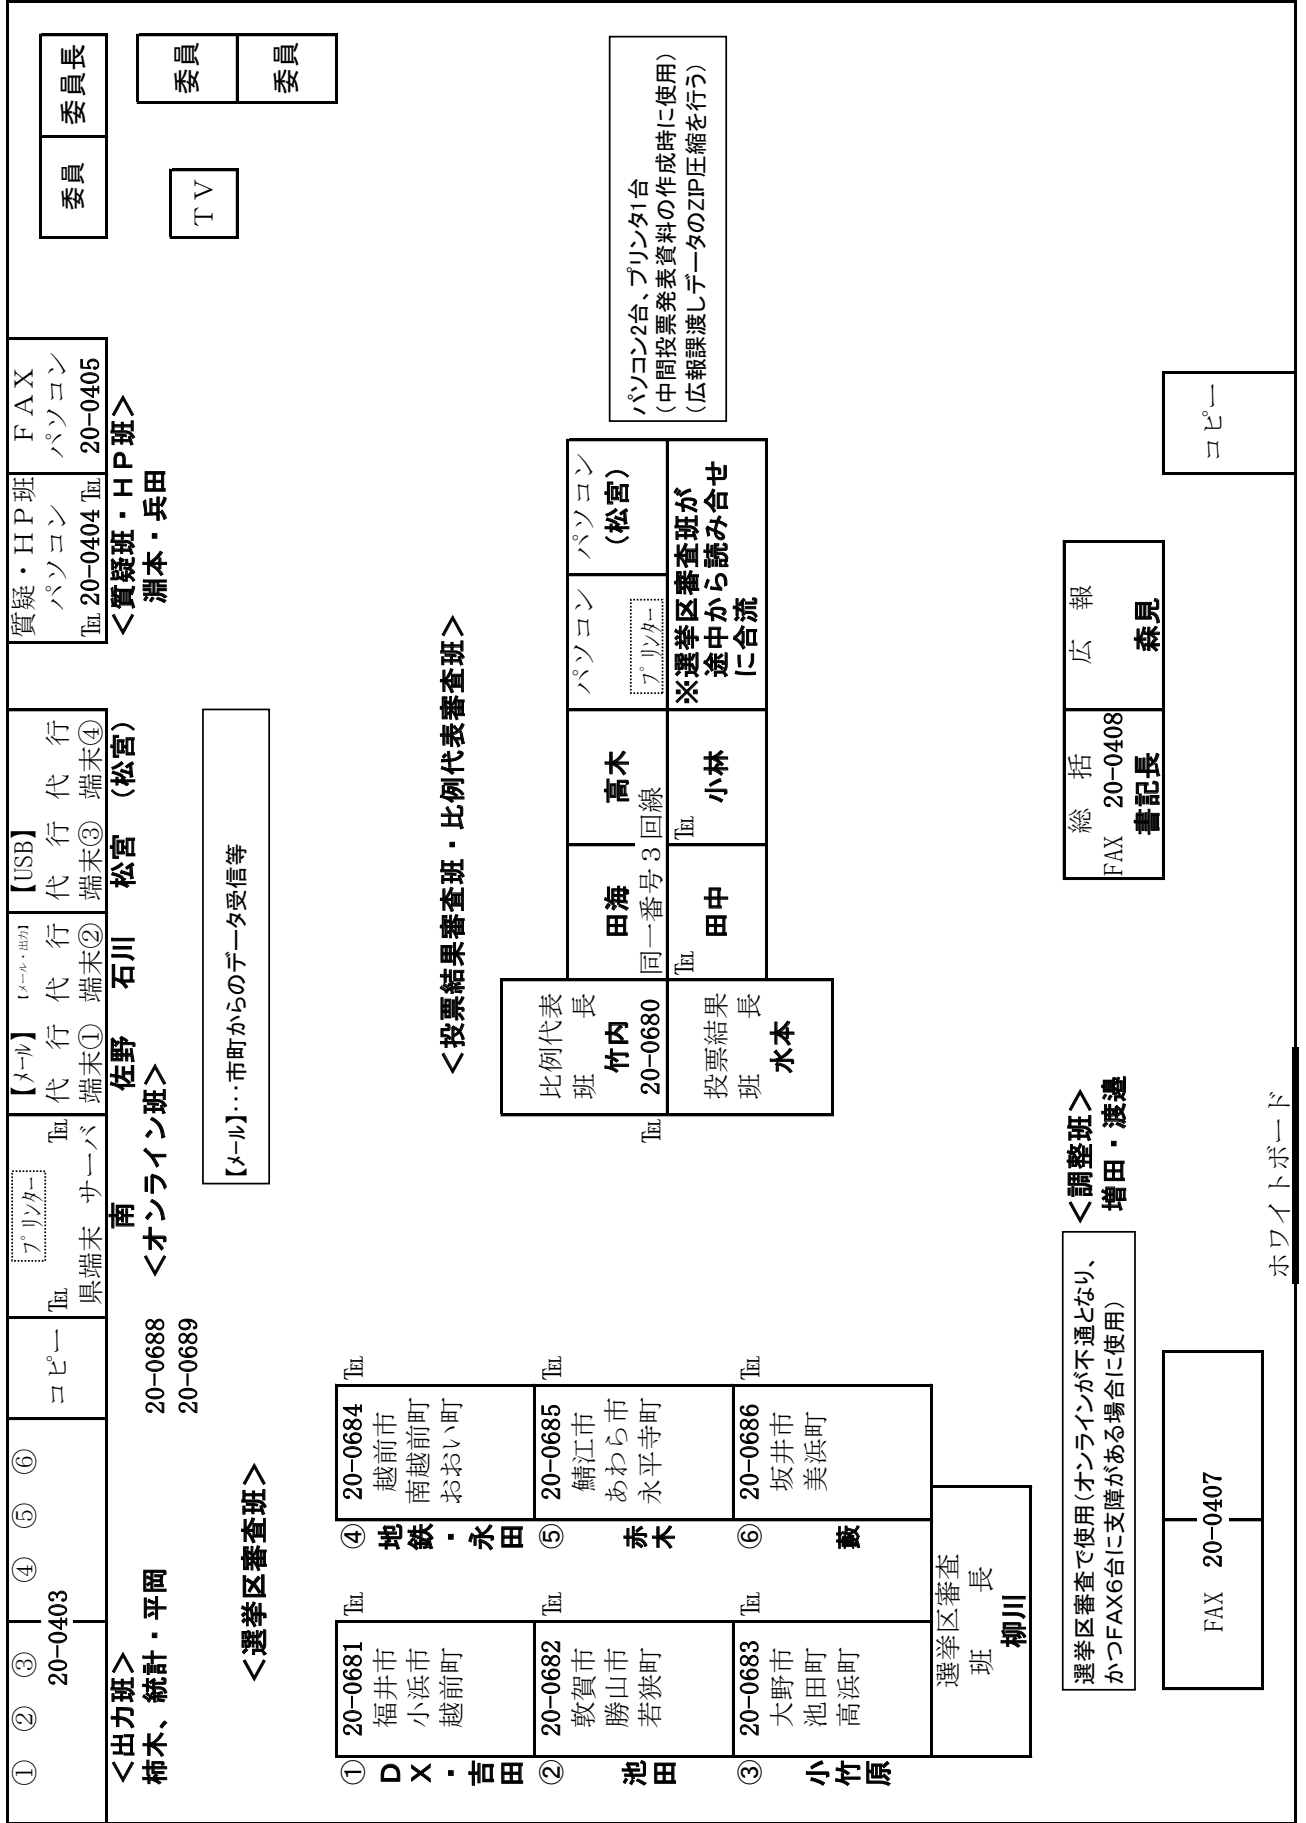 ① ② ③ ④ ⑤ ⑥
20-0403
コピー
プリンター
℡ ℡
県端末 サーバ
【メール】
代 行
端末①
【メール・出力】
代 行
端末②
【USB】
代 行
端末③
代 行
端末④
質疑・HP班
パソコン
℡ 20-0404 ℡
FAX
パソコン
20-0405
委員
委員長
委員
委員
TV
<出力班>
柿木、統計・平岡
20-0688
20-0689
南
<オンライン班>
佐野 石川 松宮 (松宮)
<質疑班・HP班>
淵本・兵田
【メール】・・・市町からのデータ受信等
<選挙区審査班>
①
DX・吉田
20-0681 ℡
福井市
小浜市
越前町
④
地鉄・永田
20-0684 ℡
越前市
南越前町
おおい町
②
池田
20-0682 ℡
敦賀市
勝山市
若狭町
⑤
赤木
20-0685 ℡
鯖江市
あわら市
永平寺町
③
小竹原
20-0683 ℡
大野市
池田町
高浜町
⑥
藪
20-0686 ℡
坂井市
美浜町
選挙区審査
班 長
柳川
<投票結果審査班・比例代表審査班>
比例代表
班 長
竹内
℡ 20-0680
投票結果
班 長
水本
田海
高木
同一番号3回線
℡ ℡
田中
小林
パソコン
プリンター
パソコン
(松宮)
※選挙区審査班が
途中から読み合せ
に合流
パソコン2台、プリンタ1台
(中間投票発表資料の作成時に使用)
(広報課渡しデータのZIP圧縮を行う)
選挙区審査で使用(オンラインが不通となり、
かつFAX6台に支障がある場合に使用)
<調整班>
増田・渡邉
総 括
FAX 20-0408
書記長
広 報
森見
コピー
FAX 20-0407
ホワイトボード